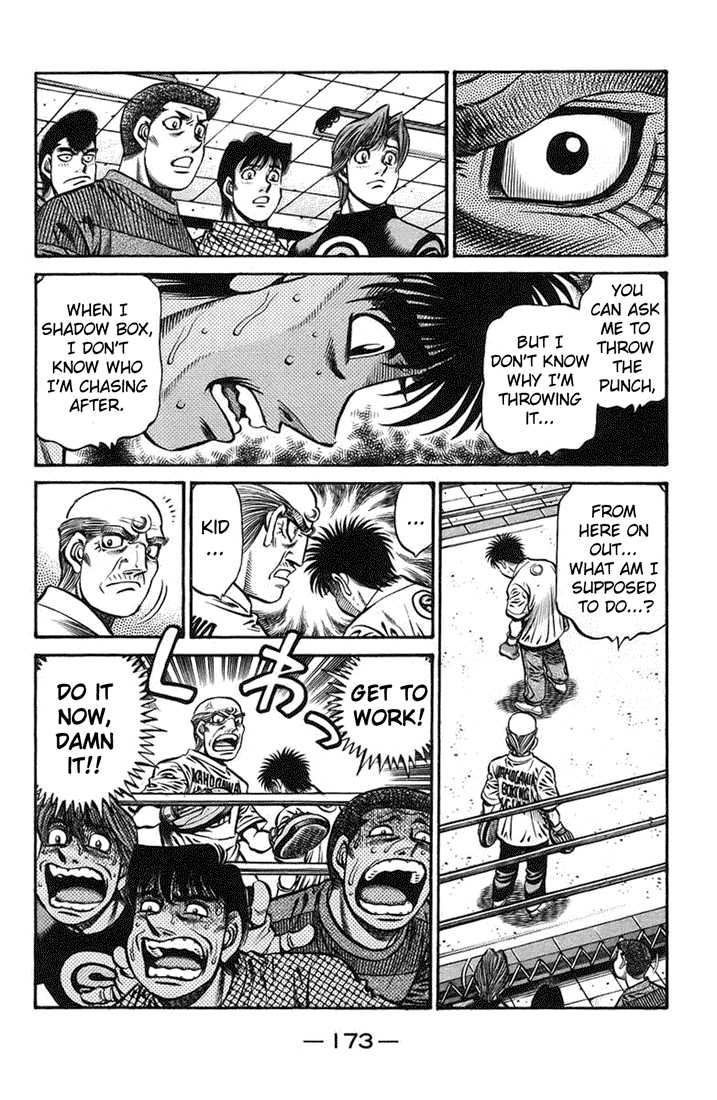 YOU
CAN ASK
ME TO
THROW
THE
PUNCH,
BUT I
DON'T KNOW
WHY I'M
THROWING
IT...
WHEN I
SHADOW BOX,
I DON'T
KNOW WHO
I'M CHASING
AFTER.
FROM
HERE ON
OUT...
WHAT AM I
SUPPOSED
TO DO...?
...
KID
...
GET TO
WORK!
くわっ
DO IT
NOW,
DAMN
IT!!
— 173 —